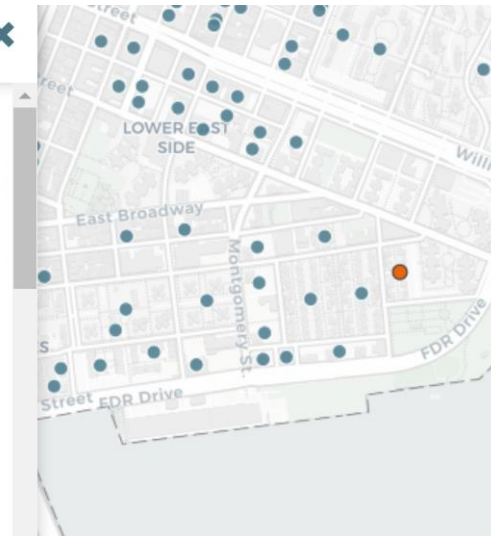 Street
Street
LOWER EAST
SIDE
Willi
East Broadway
Montgomery St.
S
FDR Drive
Street
FDR Drive